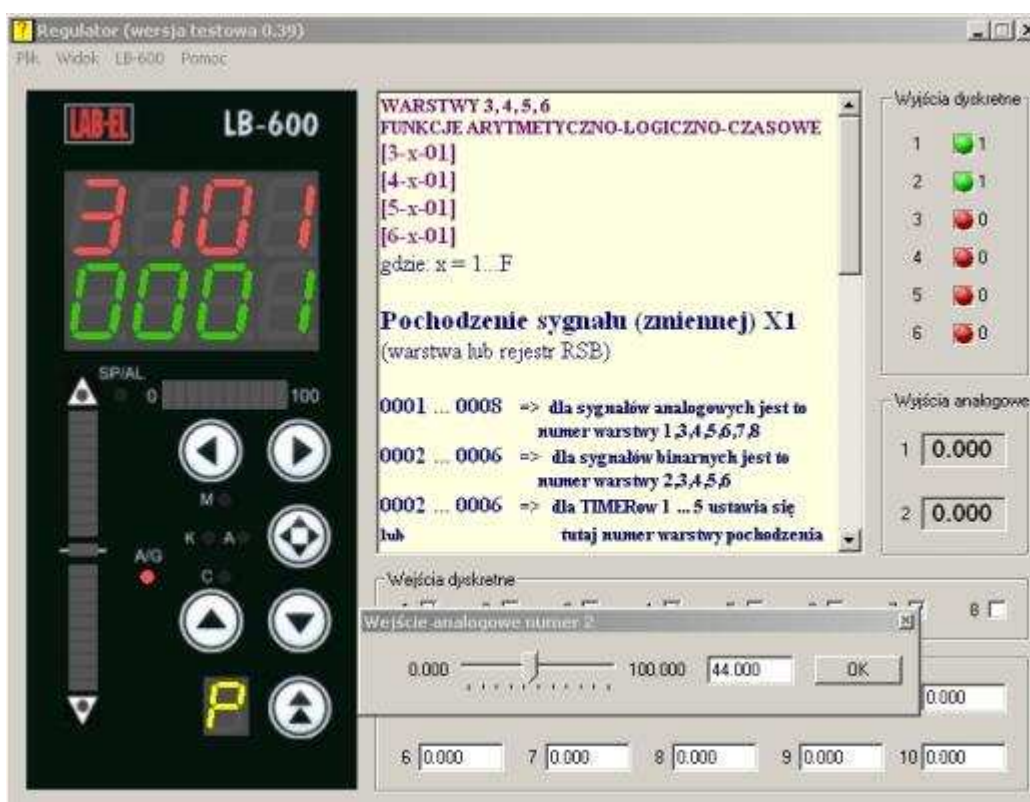 Regulator (wersja testowa 0.39)
Plik Widok LB-600 Pomoc
LAB-EL LB-600
3101
0001
SP/AL
0 100
M
K A
A/G
C
P
WARSTWY 3,4,5,6
FUNKCJE ARYTMETYCZNO-LOGICZNO-CZASOWE
[3-x-01]
[4-x-01]
[5-x-01]
[6-x-01]
gdzie: x = 1...F
Pochodzenie sygnału (zmiennej) X1
(warstwa lub rejestr RSB)
0001 ... 0008 => dla sygnałów analogowych jest to
numer warstwy 1,3,4,5,6,7,8
0002 ... 0006 => dla sygnałów binarnych jest to
numer warstwy 2,3,4,5,6
0002 ... 0006 => dla TIMERow 1 ... 5 ustawia się
lub tutaj numer warstwy pochodzenia
Wyjścia dyskretne
1 1
2 1
3 0
4 0
5 0
6 0
Wyjścia analogowe
1 0.000
2 0.000
Wejścia dyskretne
8
Wejście analogowe numer 2
0.000 100.000 44.000 OK
0.000
6 0.000 7 0.000 8 0.000 9 0.000 10 0.000